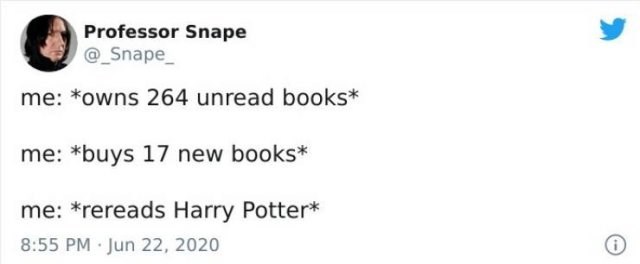 Professor Snape
@_Snape_
me: *owns 264 unread books*
me: *buys 17 new books*
me: *rereads Harry Potter*
8:55 PM · Jun 22, 2020